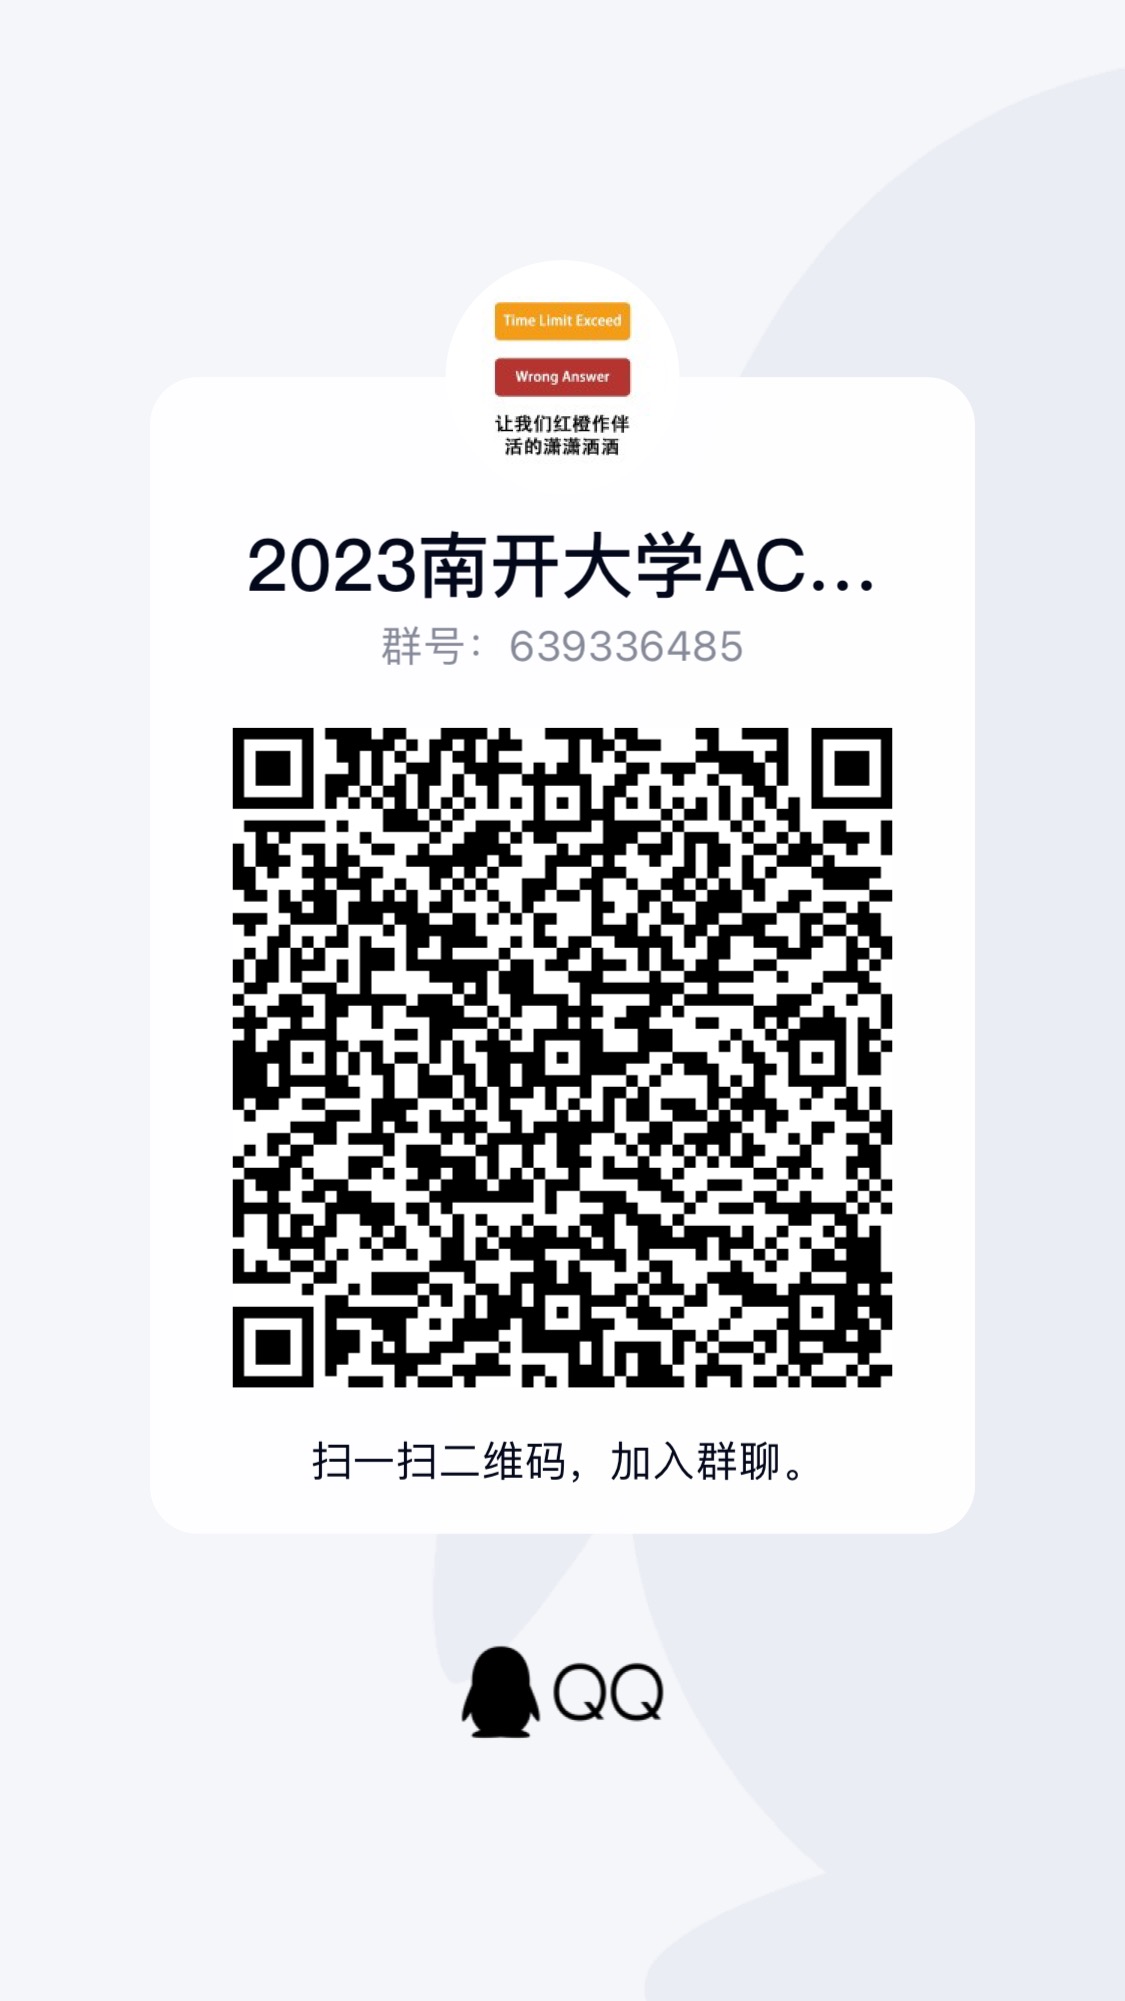 Time Limit Exceed
Wrong Answer
让我们红橙作伴
活的潇潇洒洒
2023南开大学AC...
群号：639336485
扫一扫二维码，加入群聊。
QQ